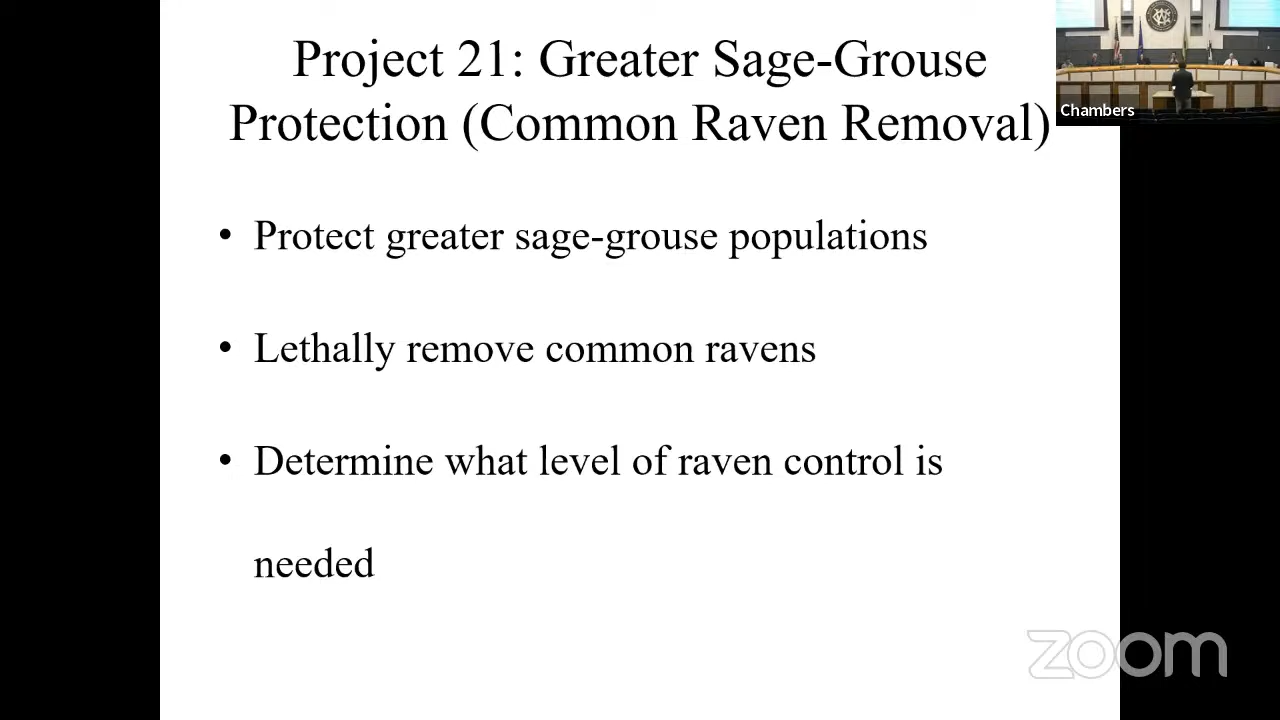 Project 21: Greater Sage-Grouse
Protection (Common Raven Removal)
Chambers
• Protect greater sage-grouse populations
• Lethally remove common ravens
• Determine what level of raven control is
needed
zoom